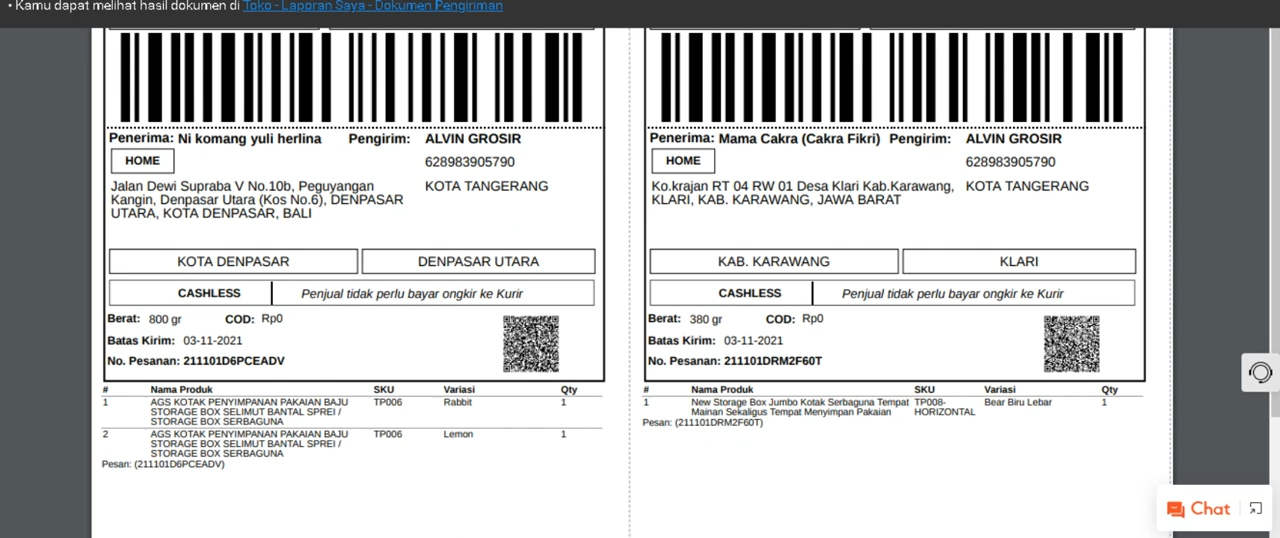 • Kamu dapat melihat hasil dokumen di Toko - Laporan Saya - Dokumen Pengiriman
Penerima: Ni komang yuli herlina Pengirim: ALVIN GROSIR
HOME 628983905790
Jalan Dewi Supraba V No.10b, Peguyangan KOTA TANGERANG
Kangin, Denpasar Utara (Kos No.6), DENPASAR
UTARA, KOTA DENPASAR, BALI
KOTA DENPASAR DENPASAR UTARA
CASHLESS Penjual tidak perlu bayar ongkir ke Kurir
Berat: 800 gr COD: Rp0
Batas Kirim: 03-11-2021
No. Pesanan: 211101D6PCEADV
# Nama Produk SKU Variasi Qty
1 AGS KOTAK PENYIMPANAN PAKAIAN BAJU TP006 Rabbit 1
STORAGE BOX SELIMUT BANTAL SPREI /
STORAGE BOX SERBAGUNA
2 AGS KOTAK PENYIMPANAN PAKAIAN BAJU TP006 Lemon 1
STORAGE BOX SELIMUT BANTAL SPREI /
STORAGE BOX SERBAGUNA
Pesan: (211101D6PCEADV)
Penerima: Mama Cakra (Cakra Fikri) Pengirim: ALVIN GROSIR
HOME 628983905790
Ko.krajan RT 04 RW 01 Desa Klari Kab.Karawang, KOTA TANGERANG
KLARI, KAB. KARAWANG, JAWA BARAT
KAB. KARAWANG KLARI
CASHLESS Penjual tidak perlu bayar ongkir ke Kurir
Berat: 380 gr COD: Rp0
Batas Kirim: 03-11-2021
No. Pesanan: 211101DRM2F60T
# Nama Produk SKU Variasi Qty
1 New Storage Box Jumbo Kotak Serbaguna Tempat TP008- Bear Biru Lebar 1
Mainan Sekaligus Tempat Menyimpan Pakaian HORIZONTAL
Pesan: (211101DRM2F60T)
Chat